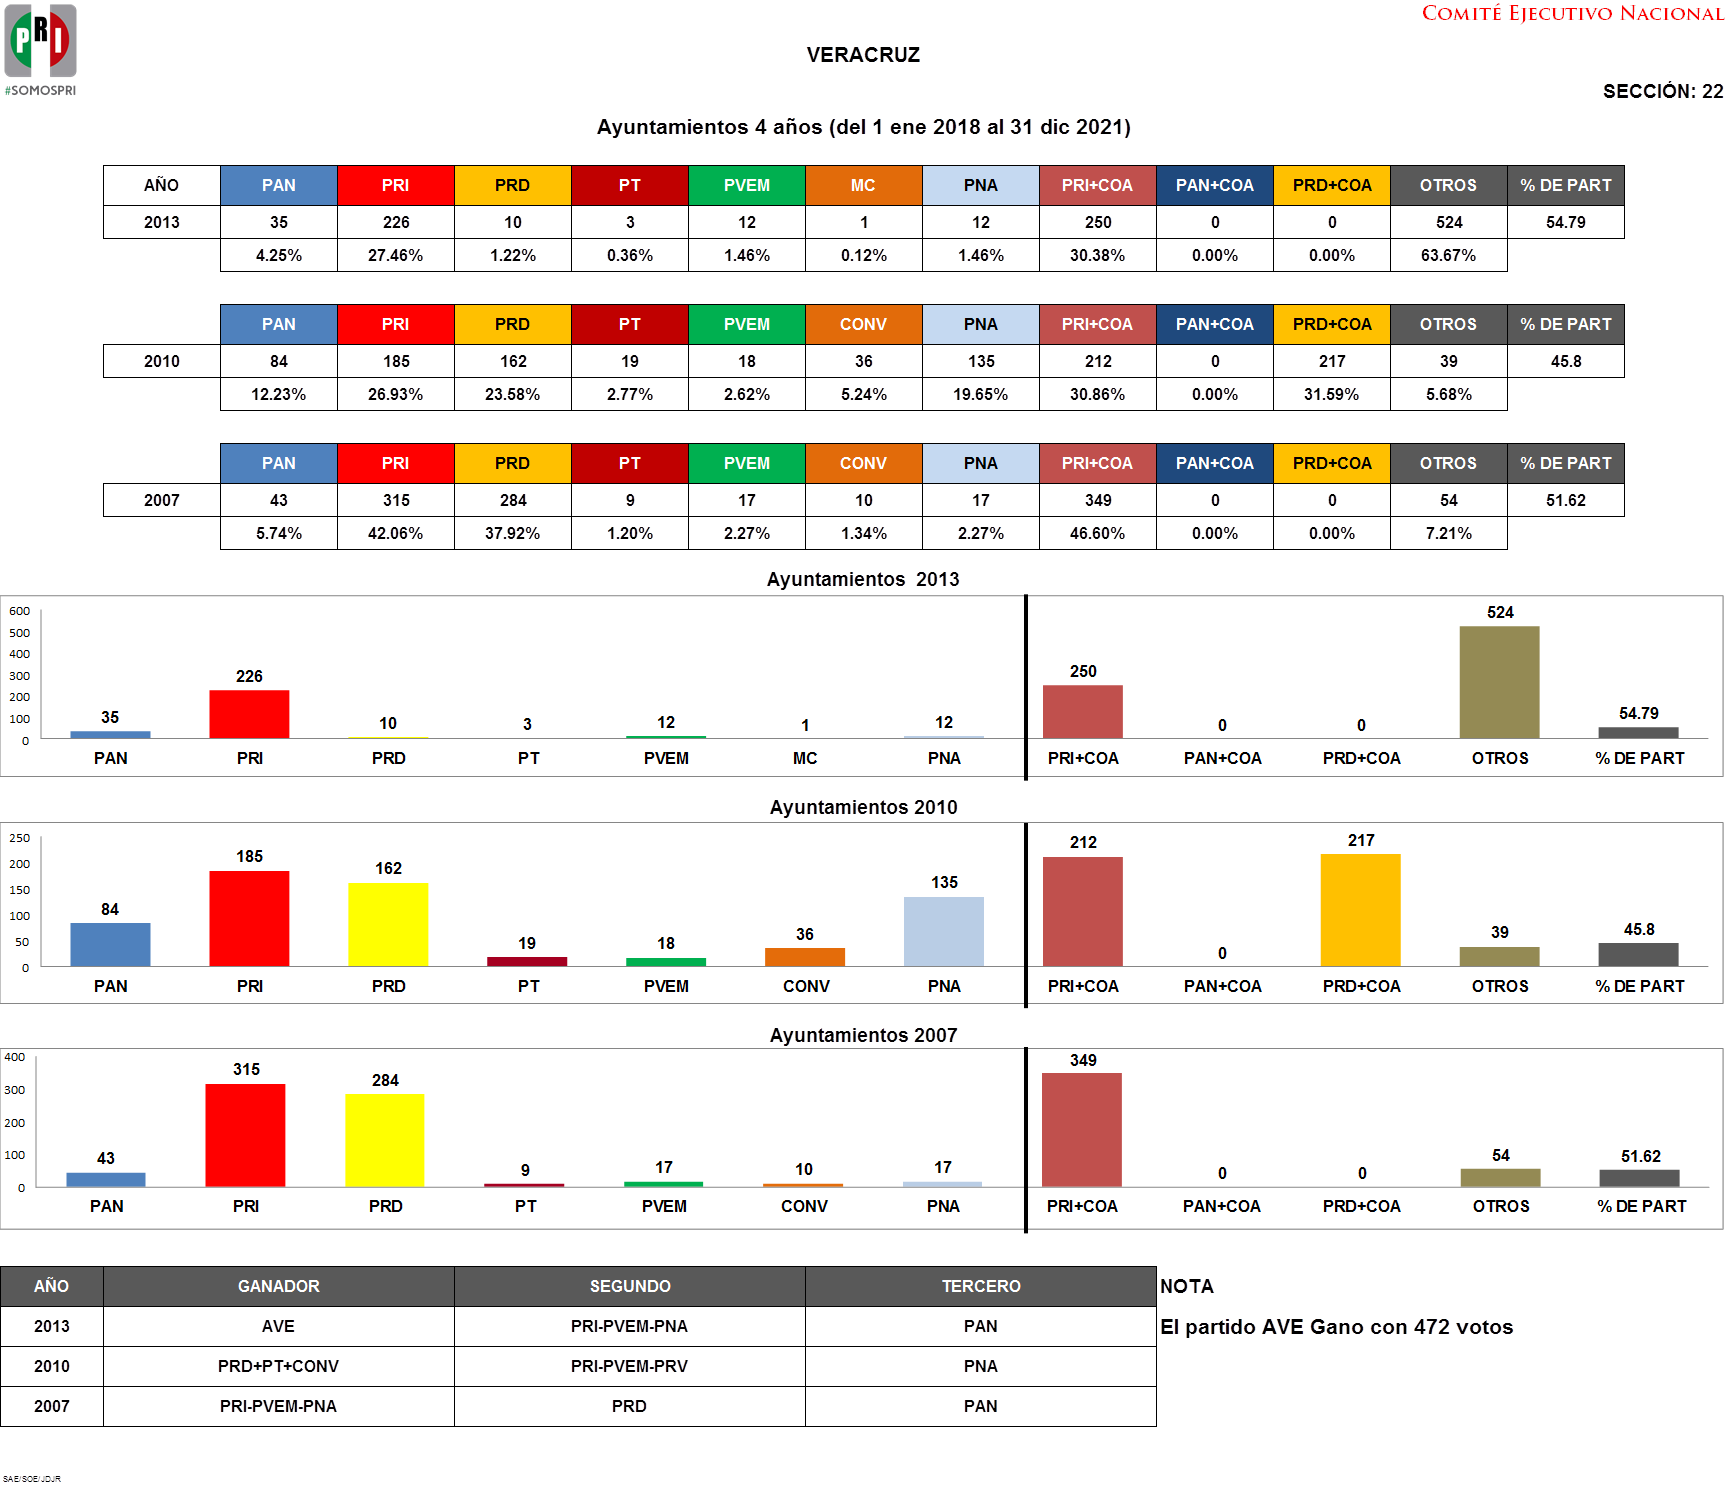 PRI
#SOMOSPRI
COMITÉ EJECUTIVO NACIONAL
VERACRUZ
SECCIÓN: 22
Ayuntamientos 4 años (del 1 ene 2018 al 31 dic 2021)
AÑO PAN PRI PRD PT PVEM MC PNA PRI+COA PAN+COA PRD+COA OTROS % DE PART
2013 35 226 10 3 12 1 12 250 0 0 524 54.79
4.25% 27.46% 1.22% 0.36% 1.46% 0.12% 1.46% 30.38% 0.00% 0.00% 63.67%
PAN PRI PRD PT PVEM CONV PNA PRI+COA PAN+COA PRD+COA OTROS % DE PART
2010 84 185 162 19 18 36 135 212 0 217 39 45.8
12.23% 26.93% 23.58% 2.77% 2.62% 5.24% 19.65% 30.86% 0.00% 31.59% 5.68%
PAN PRI PRD PT PVEM CONV PNA PRI+COA PAN+COA PRD+COA OTROS % DE PART
2007 43 315 284 9 17 10 17 349 0 0 54 51.62
5.74% 42.06% 37.92% 1.20% 2.27% 1.34% 2.27% 46.60% 0.00% 0.00% 7.21%
Ayuntamientos 2013
600
500
400
300
200
100
0
35 226 10 3 12 1 12 250 0 0 524 54.79
PAN PRI PRD PT PVEM MC PNA PRI+COA PAN+COA PRD+COA OTROS % DE PART
Ayuntamientos 2010
250
200
150
100
50
0
84 185 162 19 18 36 135 212 0 217 39 45.8
PAN PRI PRD PT PVEM CONV PNA PRI+COA PAN+COA PRD+COA OTROS % DE PART
Ayuntamientos 2007
400
300
200
100
0
43 315 284 9 17 10 17 349 0 0 54 51.62
PAN PRI PRD PT PVEM CONV PNA PRI+COA PAN+COA PRD+COA OTROS % DE PART
AÑO GANADOR SEGUNDO TERCERO NOTA
2013 AVE PRI-PVEM-PNA PAN El partido AVE Gano con 472 votos
2010 PRD+PT+CONV PRI-PVEM-PRV PNA
2007 PRI-PVEM-PNA PRD PAN
SAE/SOE/JDJR